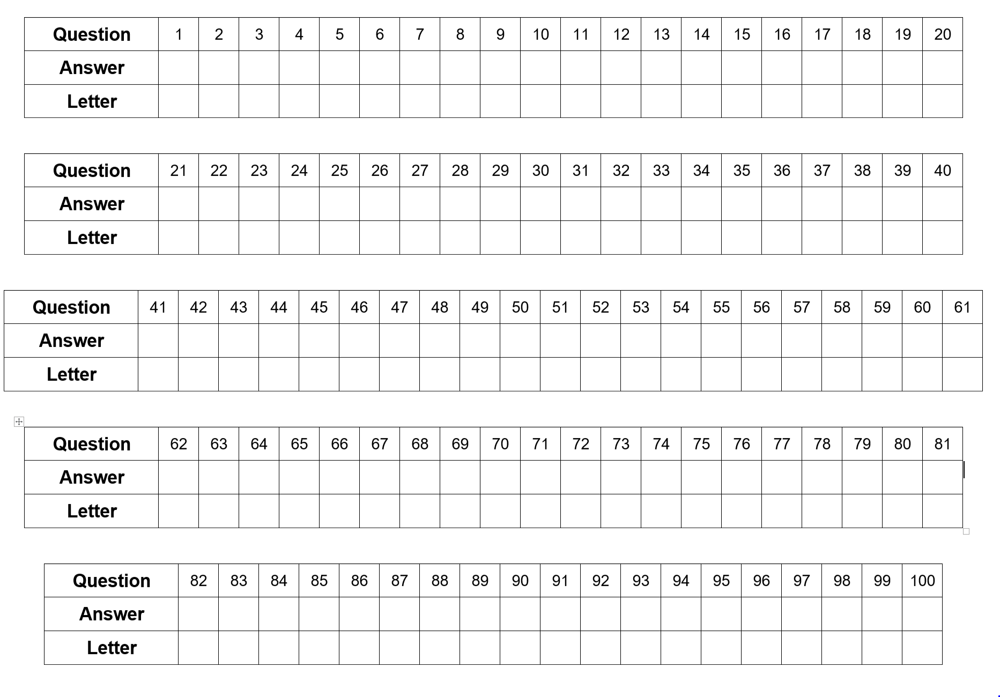 Question 1 2 3 4 5 6 7 8 9 10 11 12 13 14 15 16 17 18 19 20
Answer
Letter
Question 21 22 23 24 25 26 27 28 29 30 31 32 33 34 35 36 37 38 39 40
Answer
Letter
Question 41 42 43 44 45 46 47 48 49 50 51 52 53 54 55 56 57 58 59 60 61
Answer
Letter
Question 62 63 64 65 66 67 68 69 70 71 72 73 74 75 76 77 78 79 80 81
Answer
Letter
Question 82 83 84 85 86 87 88 89 90 91 92 93 94 95 96 97 98 99 100
Answer
Letter